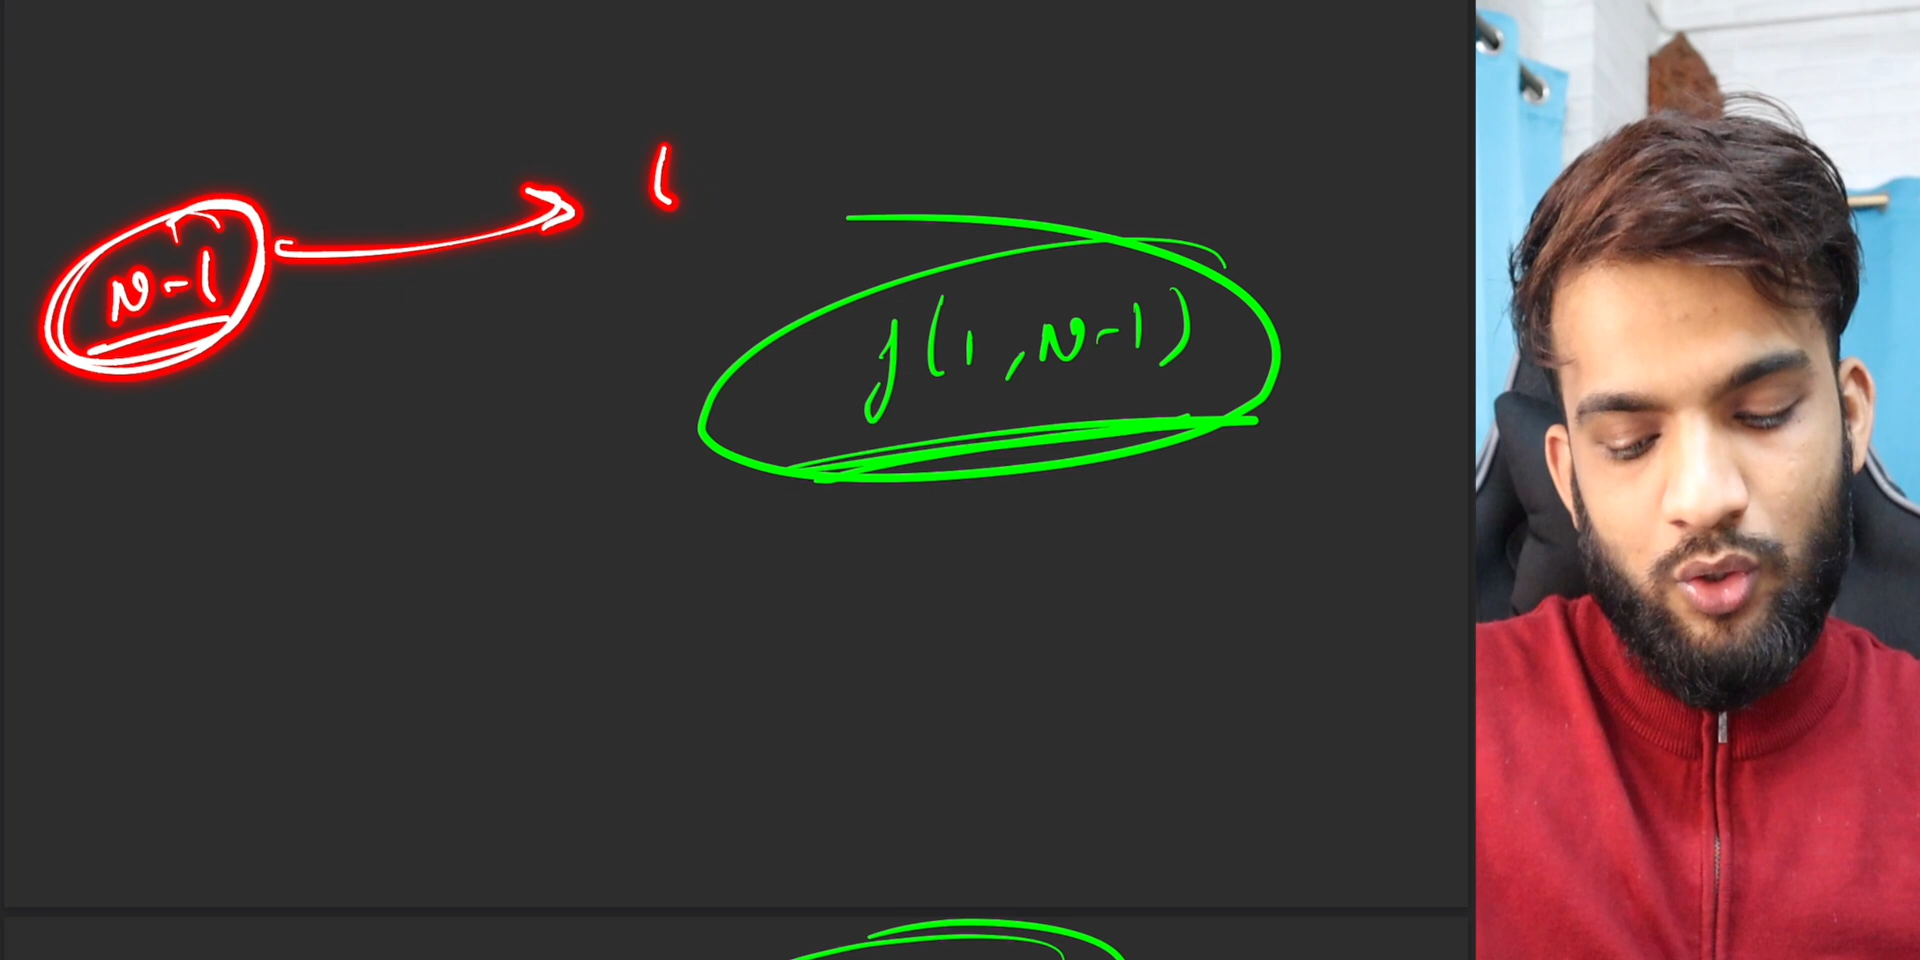 N-1 → 1
f(1, N-1)